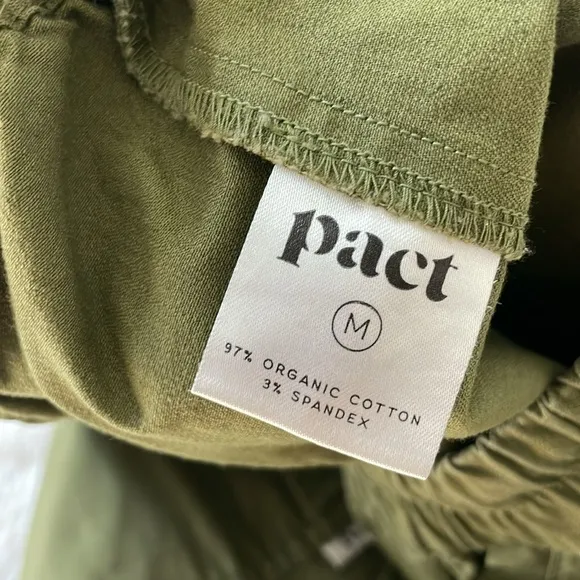 pact
M
97% ORGANIC COTTON
3% SPANDEX